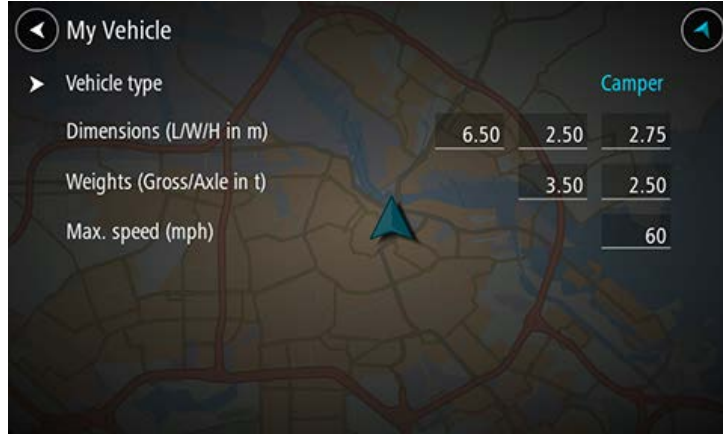 My Vehicle
Vehicle type Camper
Dimensions (L/W/H in m) 6.50 2.50 2.75
Weights (Gross/Axle in t) 3.50 2.50
Max. speed (mph) 60